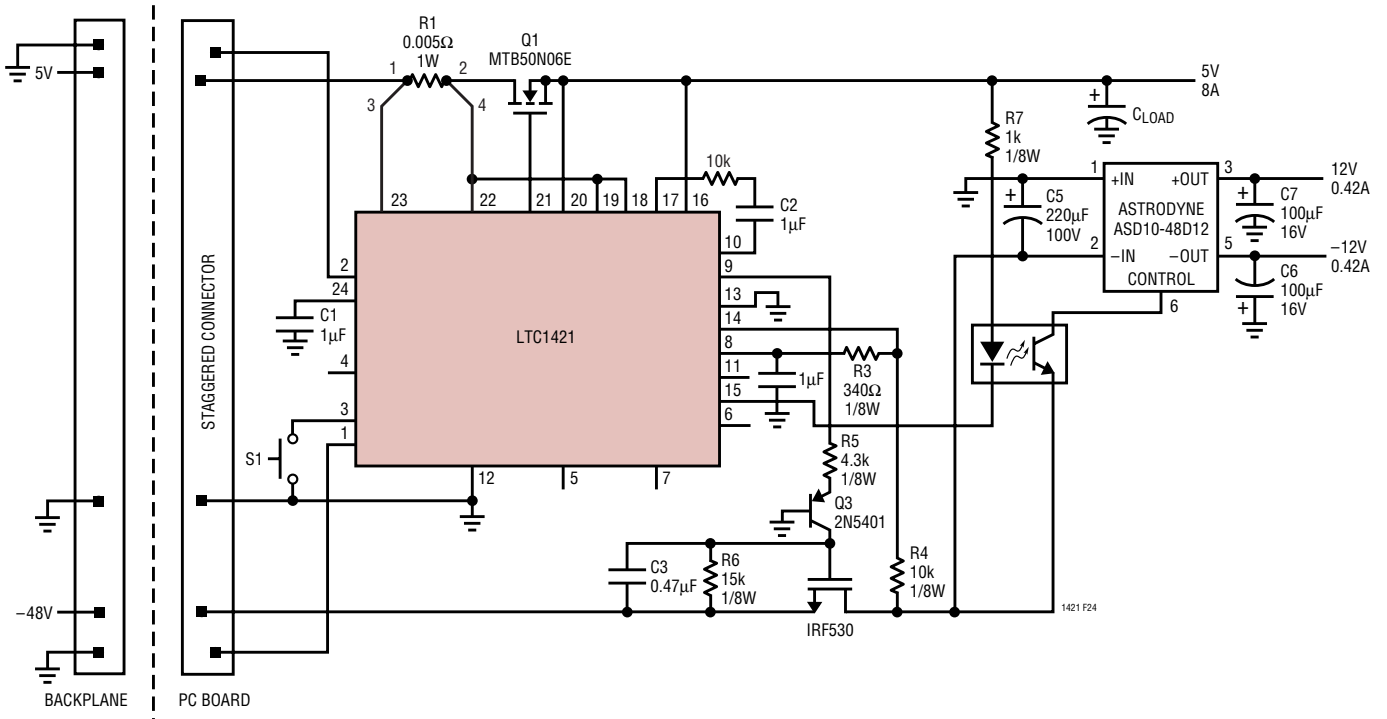 R1
0.005Ω
1W
Q1
MTB50N06E
5V
1
2
3
4
5V
8A
+
CLOAD
R7
1k
1/8W
10k
C2
1µF
23
22
21
20
19
18
17
16
10
9
13
14
8
11
15
6
2
24
4
3
1
12
5
7
LTC1421
C1
1µF
S1
STAGGERED CONNECTOR
1µF
R3
340Ω
1/8W
R5
4.3k
1/8W
Q3
2N5401
R4
10k
1/8W
C3
0.47µF
R6
15k
1/8W
IRF530
+
C5
220µF
100V
1
2
+IN
+OUT
ASTRODYNE
ASD10-48D12
−IN
−OUT
CONTROL
3
5
6
12V
0.42A
+
C7
100µF
16V
−12V
0.42A
C6
100µF
16V
+
−48V
BACKPLANE
PC BOARD
1421 F24